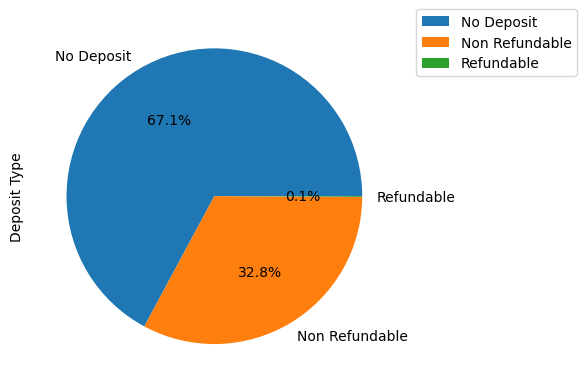 No Deposit
Non Refundable
Refundable
No Deposit
67.1%
Deposit Type
0.1%
Refundable
32.8%
Non Refundable